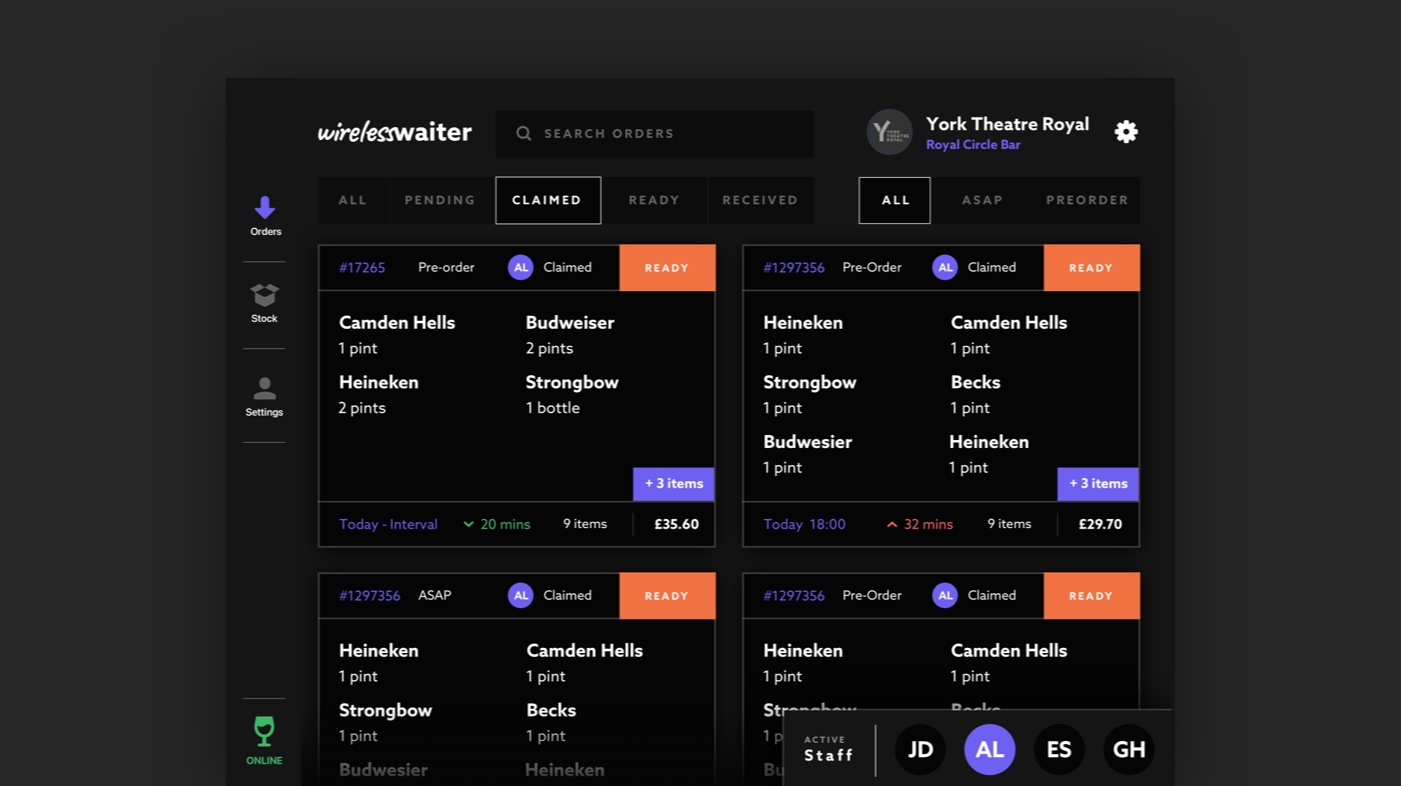 wirelesswaiter
SEARCH ORDERS
YORK THEATRE ROYAL
York Theatre Royal
Royal Circle Bar
ALL PENDING CLAIMED READY RECEIVED
ALL ASAP PREORDER
Orders
Stock
Settings
ONLINE
#17265 Pre-order AL Claimed READY
Camden Hells Budweiser
1 pint 2 pints
Heineken Strongbow
2 pints 1 bottle
+ 3 items
Today - Interval 20 mins 9 items £35.60
#1297356 Pre-Order AL Claimed READY
Heineken Camden Hells
1 pint 1 pint
Strongbow Becks
1 pint 1 pint
Budwesier Heineken
1 pint 1 pint
+ 3 items
Today 18:00 32 mins 9 items £29.70
#1297356 ASAP AL Claimed READY
Heineken Camden Hells
1 pint 1 pint
Strongbow Becks
1 pint 1 pint
Budwesier Heineken
#1297356 Pre-Order AL Claimed READY
Heineken Camden Hells
1 pint 1 pint
Strongbow Becks
ACTIVE
Staff
JD AL ES GH